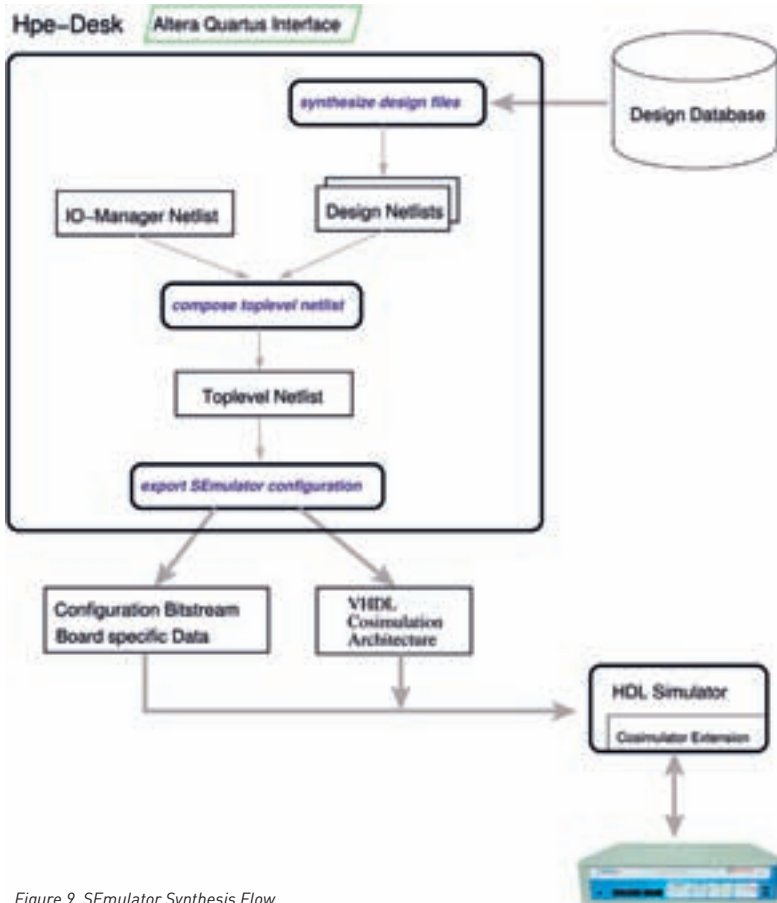 Hpe-Desk
Altera Quartus Interface
synthesize design files
Design Database
IO-Manager Netlist
Design Netlists
compose toplevel netlist
Toplevel Netlist
export SEmulator configuration
Configuration Bitstream
Board specific Data
VHDL
Cosimulation
Architecture
HDL Simulator
Cosimulator Extension
Figure 9. SEmulator Synthesis Flow